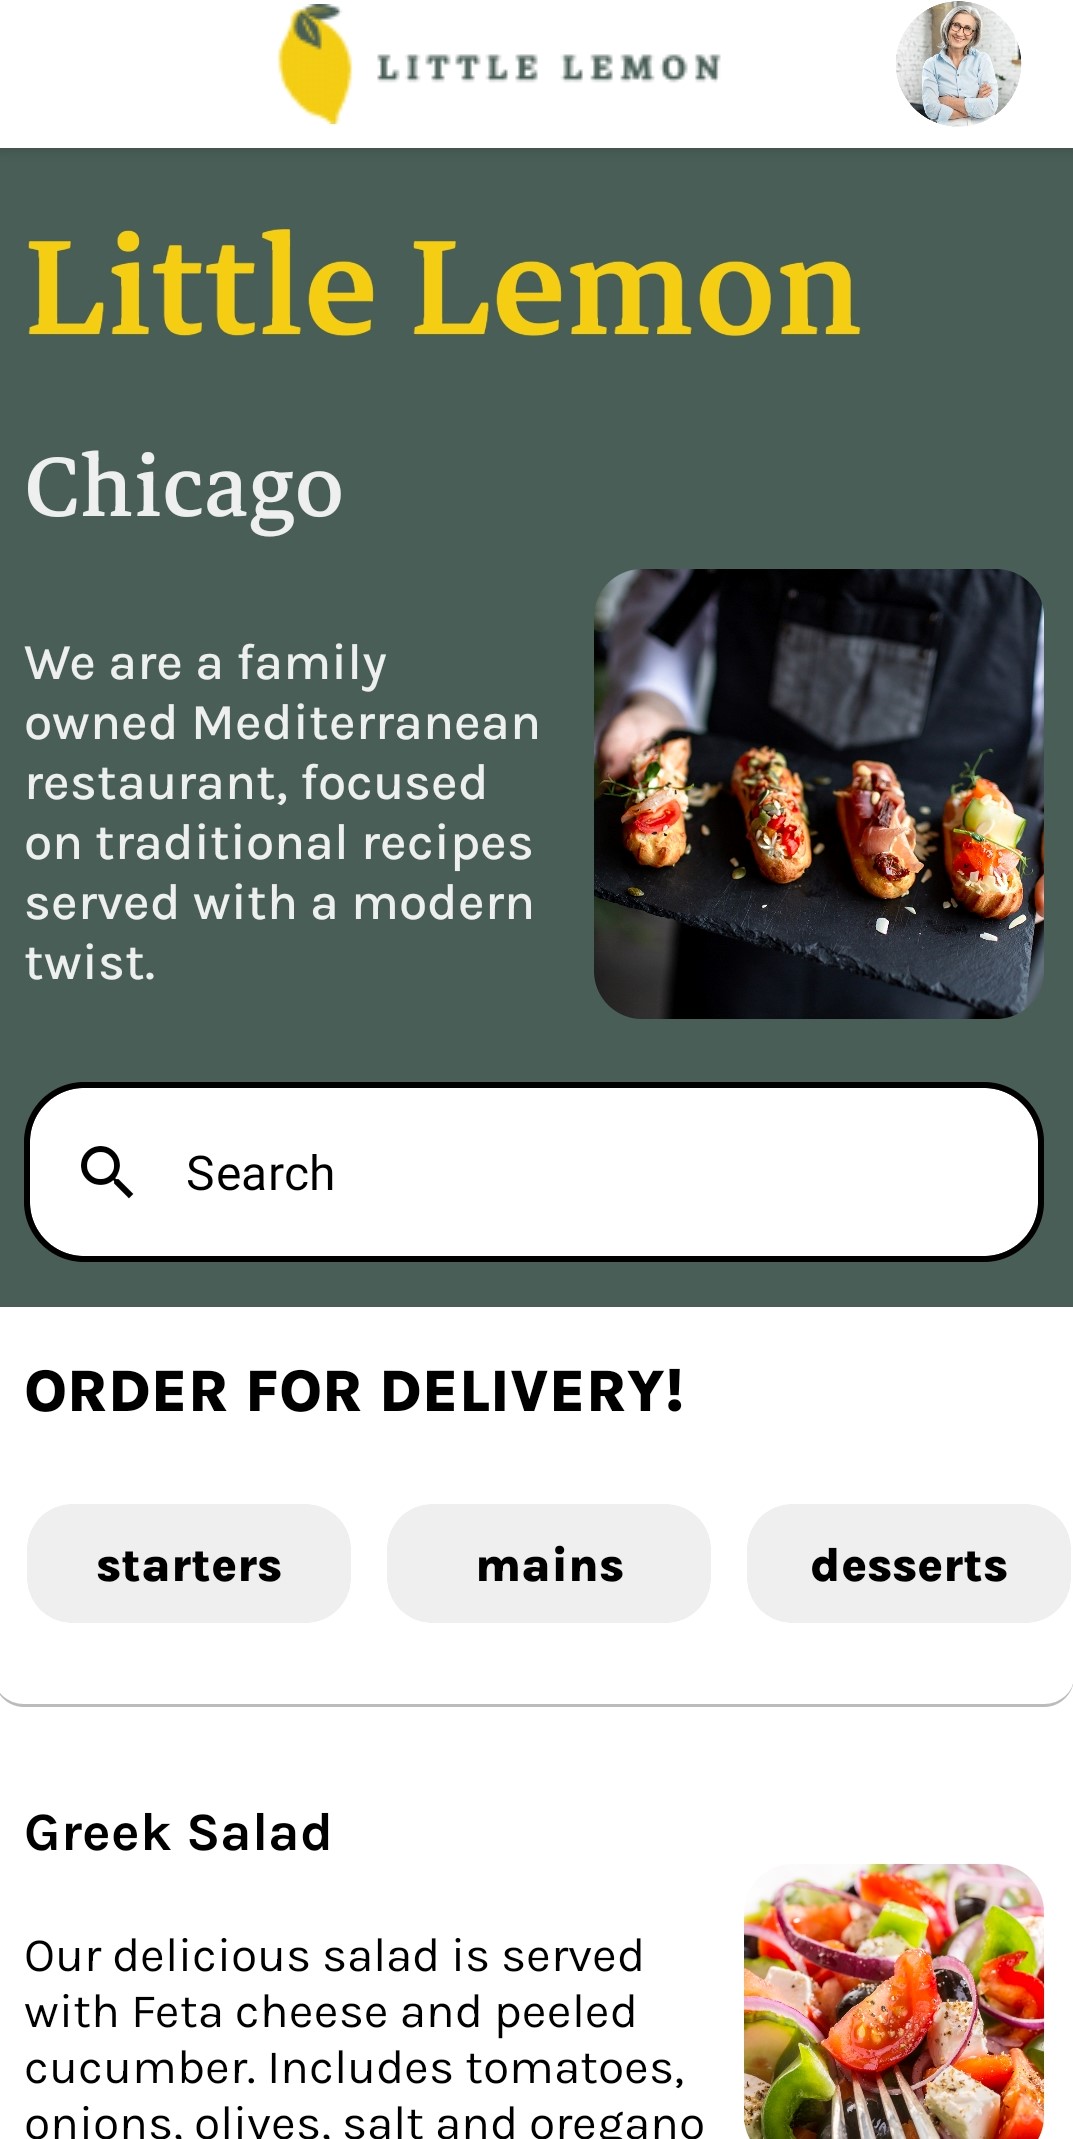 LITTLE LEMON
Little Lemon
Chicago
We are a family
owned Mediterranean
restaurant, focused
on traditional recipes
served with a modern
twist.
Search
ORDER FOR DELIVERY!
starters
mains
desserts
Greek Salad
Our delicious salad is served
with Feta cheese and peeled
cucumber. Includes tomatoes,
onions, olives, salt and oregano